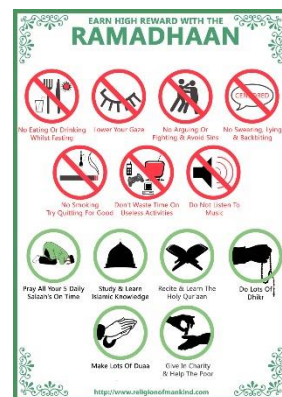 EARN HIGH REWARD WITH THE
RAMADHAAN
CENSORED
No Eating Or Drinking
Whilst Fasting
Lower Your Gaze
No Arguing Or
Fighting & Avoid Sins
No Swearing, Lying
& Backbiting
No Smoking
Try Quitting For Good
Don't Waste Time On
Useless Activities
Do Not Listen To
Music
Pray All Your 5 Daily
Salaah's On Time
Study & Learn
Islamic Knowledge
Recite & Learn The
Holy Qur'aan
Do Lots Of
Dhikr
Make Lots Of Duaa
Give In Charity
& Help The Poor
http://www.religionofmankind.com